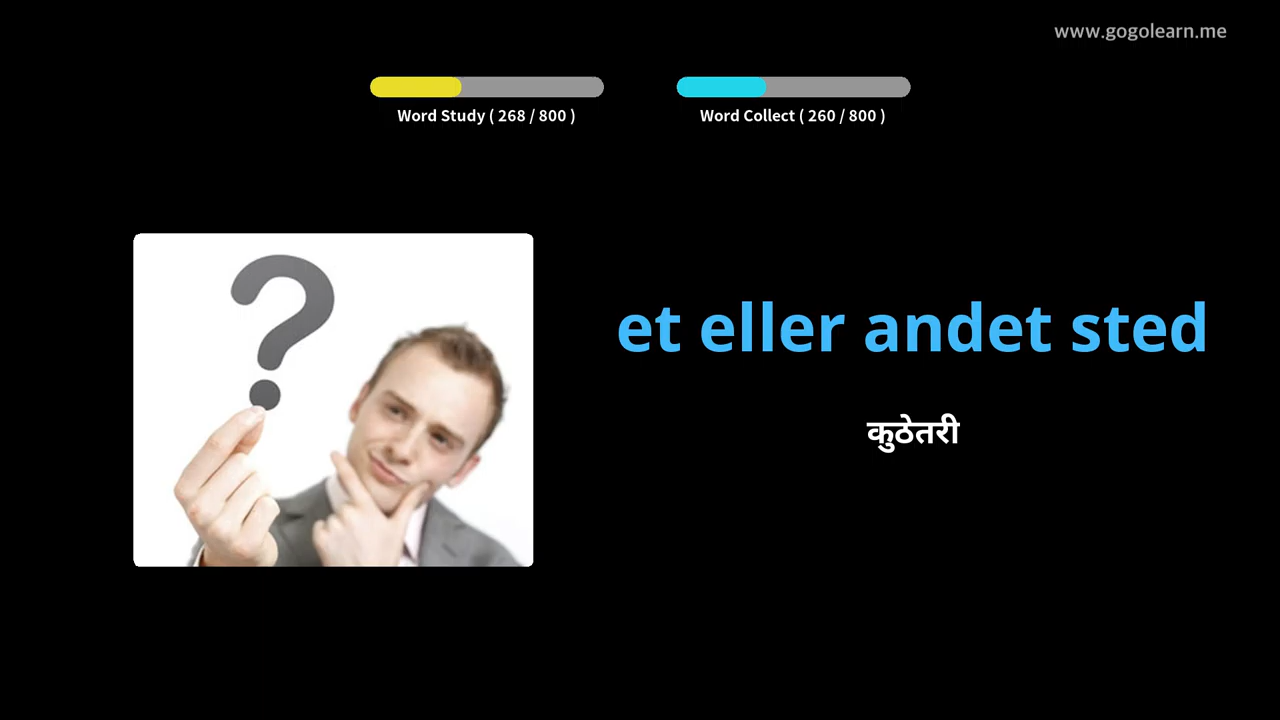 www.gogolearn.me
Word Study ( 268 / 800 )
Word Collect ( 260 / 800 )
et eller andet sted
कुठेतरी